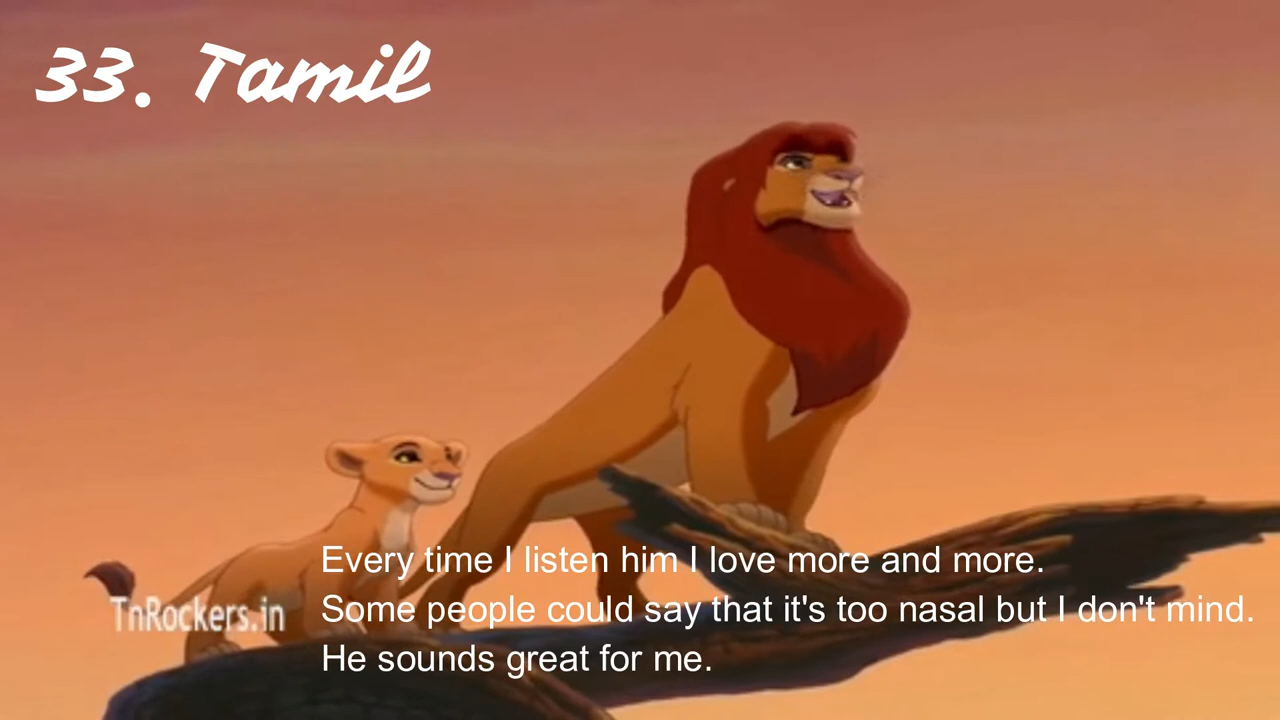 33. Tamil
Every time I listen him I love more and more.
TnRockers.in
Some people could say that it's too nasal but I don't mind.
He sounds great for me.